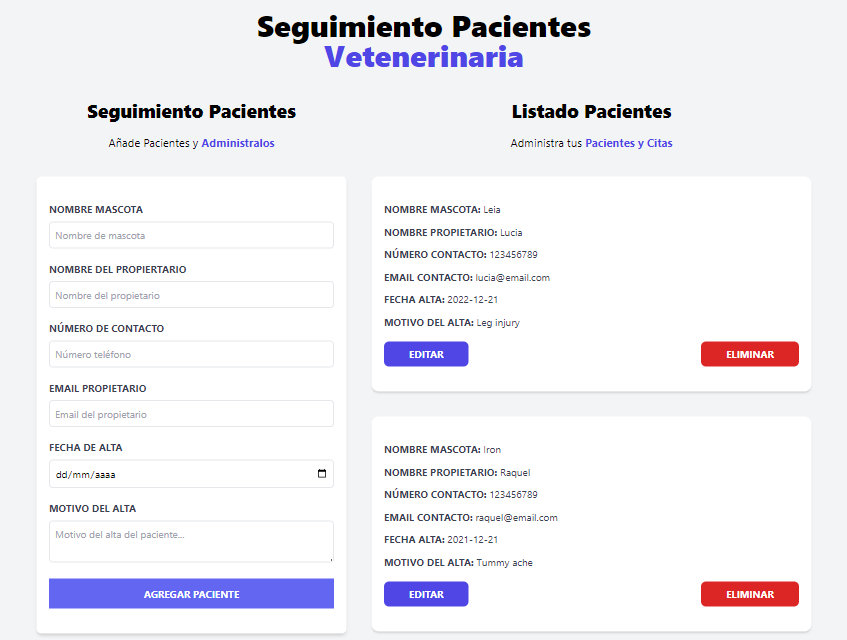 Seguimiento Pacientes
Vetenerinaria
Seguimiento Pacientes
Añade Pacientes y Administralos
NOMBRE MASCOTA
Nombre de mascota
NOMBRE DEL PROPIERTARIO
Nombre del propietario
NÚMERO DE CONTACTO
Número teléfono
EMAIL PROPIETARIO
Email del propietario
FECHA DE ALTA
dd/mm/aaaa
MOTIVO DEL ALTA
Motivo del alta del paciente...
AGREGAR PACIENTE
Listado Pacientes
Administra tus Pacientes y Citas
NOMBRE MASCOTA: Leia
NOMBRE PROPIETARIO: Lucia
NÚMERO CONTACTO: 123456789
EMAIL CONTACTO: lucia@email.com
FECHA ALTA: 2022-12-21
MOTIVO DEL ALTA: Leg injury
EDITAR
ELIMINAR
NOMBRE MASCOTA: Iron
NOMBRE PROPIETARIO: Raquel
NÚMERO CONTACTO: 123456789
EMAIL CONTACTO: raquel@email.com
FECHA ALTA: 2021-12-21
MOTIVO DEL ALTA: Tummy ache
EDITAR
ELIMINAR